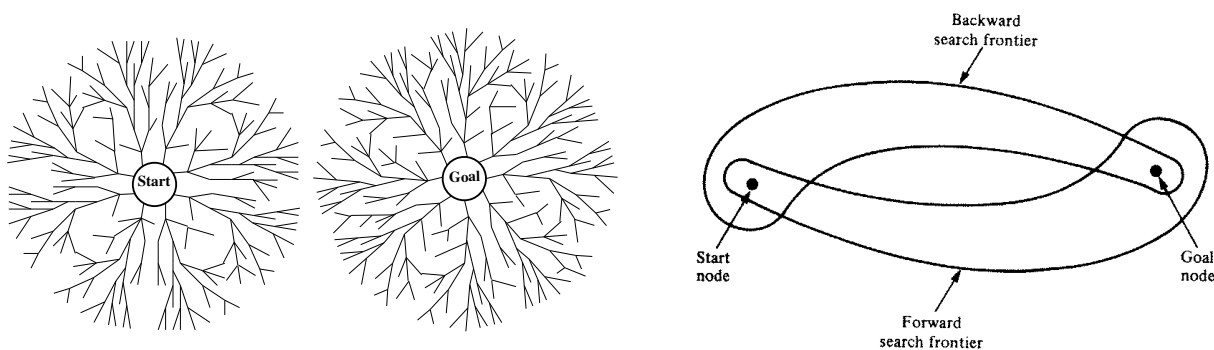 Start
Goal
Backward
search frontier
Start
node
Goal
node
Forward
search frontier